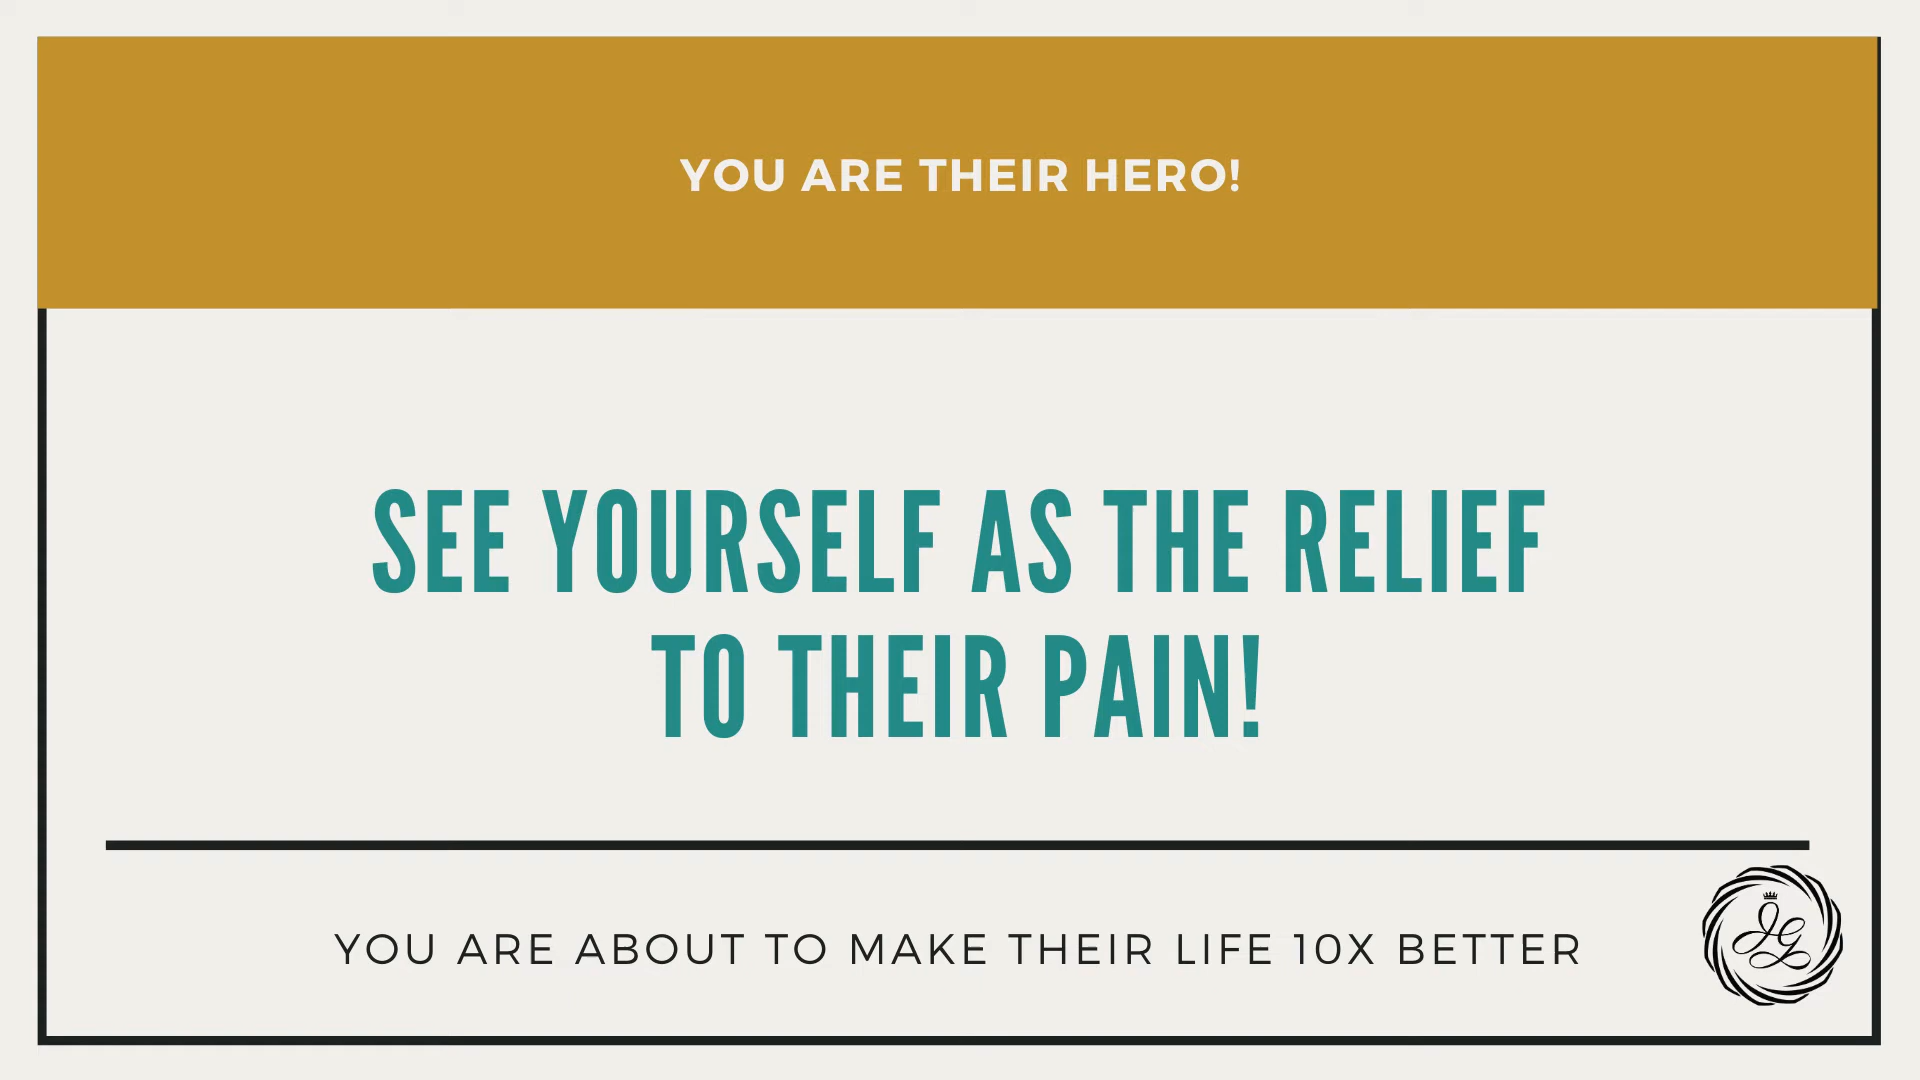 YOU ARE THEIR HERO!
SEE YOURSELF AS THE RELIEF
TO THEIR PAIN!
YOU ARE ABOUT TO MAKE THEIR LIFE 10X BETTER
JG